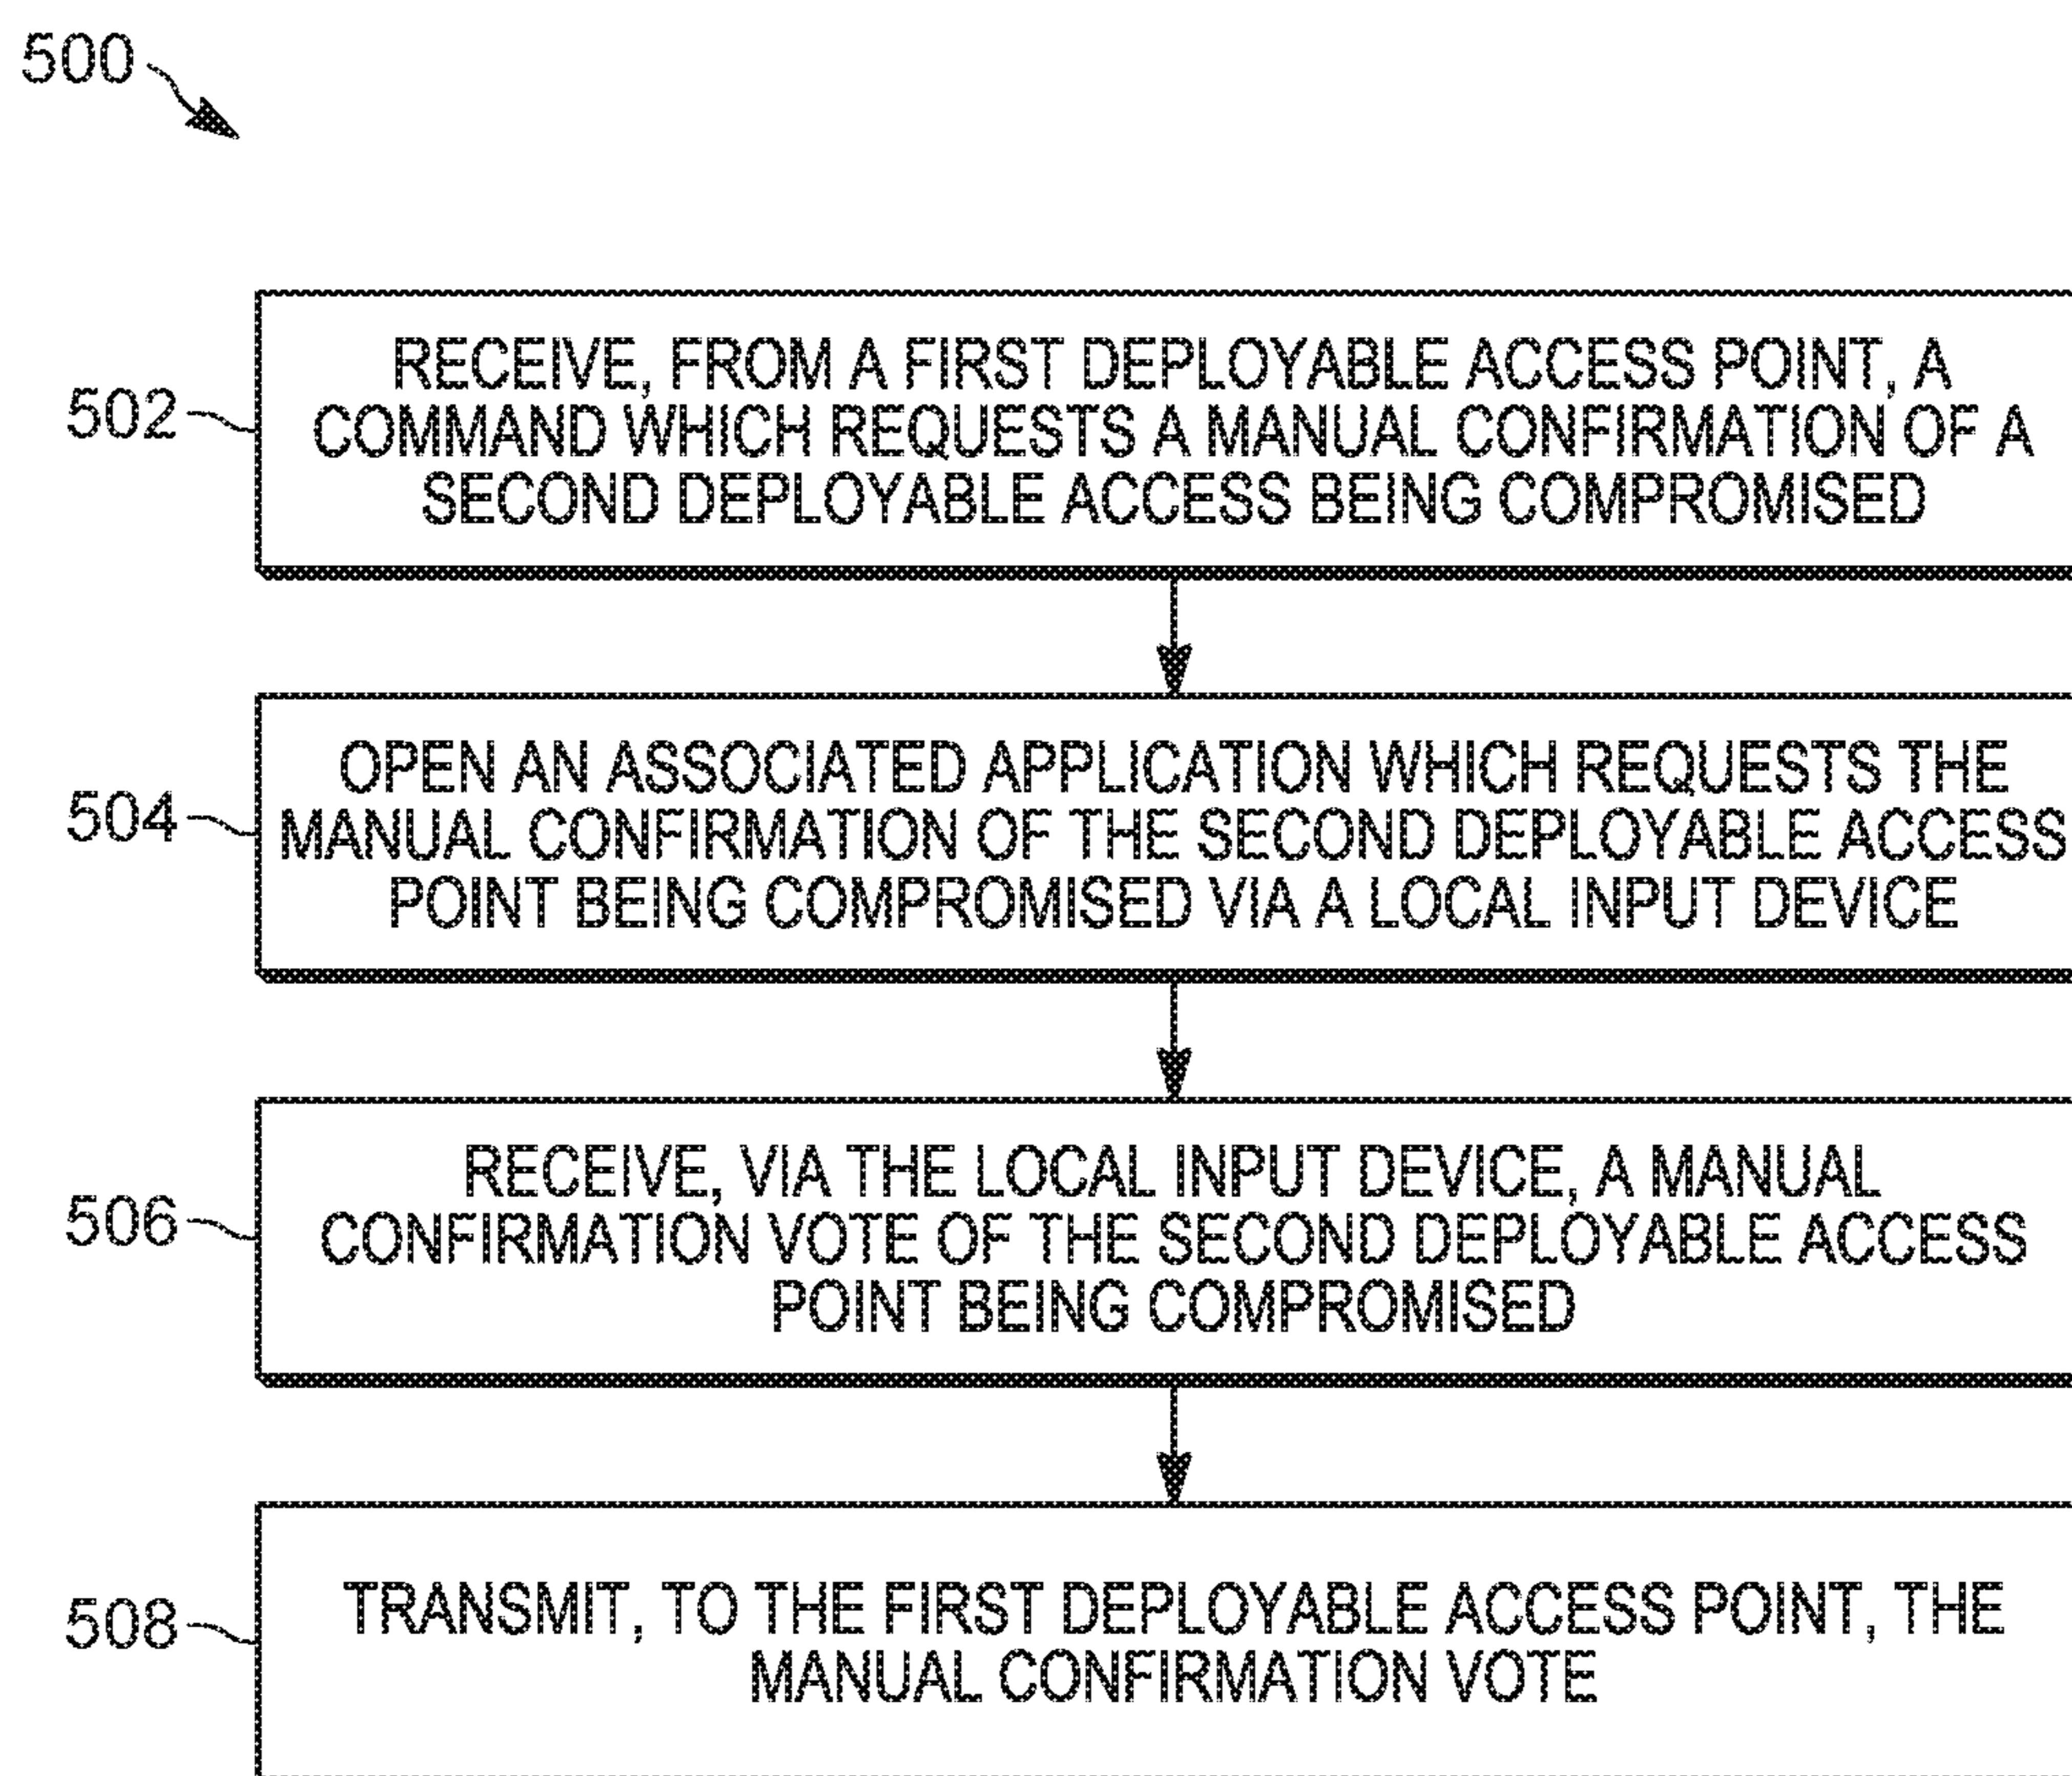 500
502
RECEIVE, FROM A FIRST DEPLOYABLE ACCESS POINT, A
COMMAND WHICH REQUESTS A MANUAL CONFIRMATION OF A
SECOND DEPLOYABLE ACCESS BEING COMPROMISED
504
OPEN AN ASSOCIATED APPLICATION WHICH REQUESTS THE
MANUAL CONFIRMATION OF THE SECOND DEPLOYABLE ACCESS
POINT BEING COMPROMISED VIA A LOCAL INPUT DEVICE
506
RECEIVE, VIA THE LOCAL INPUT DEVICE, A MANUAL
CONFIRMATION VOTE OF THE SECOND DEPLOYABLE ACCESS
POINT BEING COMPROMISED
508
TRANSMIT, TO THE FIRST DEPLOYABLE ACCESS POINT, THE
MANUAL CONFIRMATION VOTE